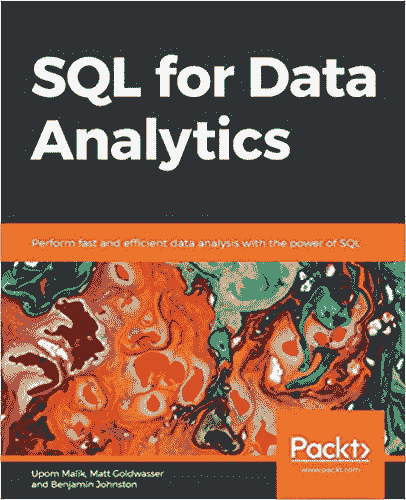 SQL for Data
Analytics
Perform fast and efficient data analysis with the power of SQL
Packt>
www.packt.com
Upom Malik, Matt Goldwasser
and Benjamin Johnston